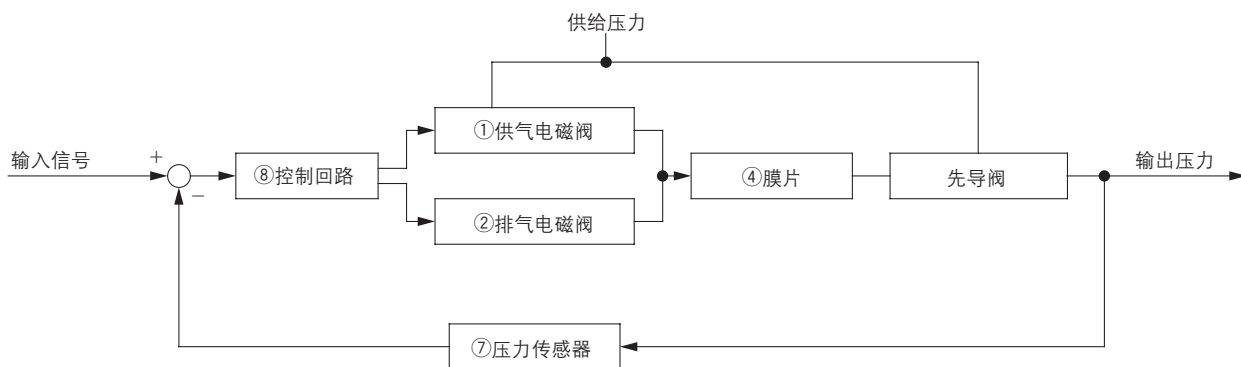 供给压力
①供气电磁阀
输入信号
+
⑧控制回路
④膜片
先导阀
输出压力
−
②排气电磁阀
⑦压力传感器